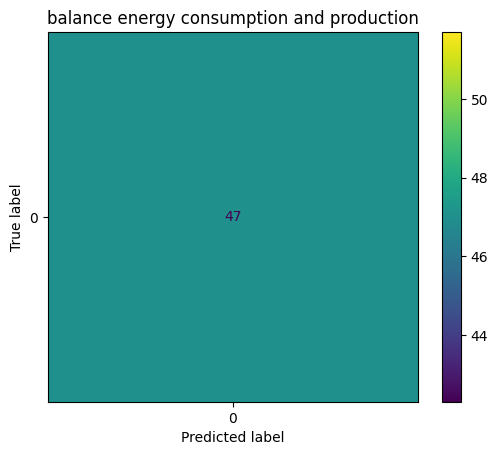 balance energy consumption and production
50
48
46
44
True label
0
47
0
Predicted label